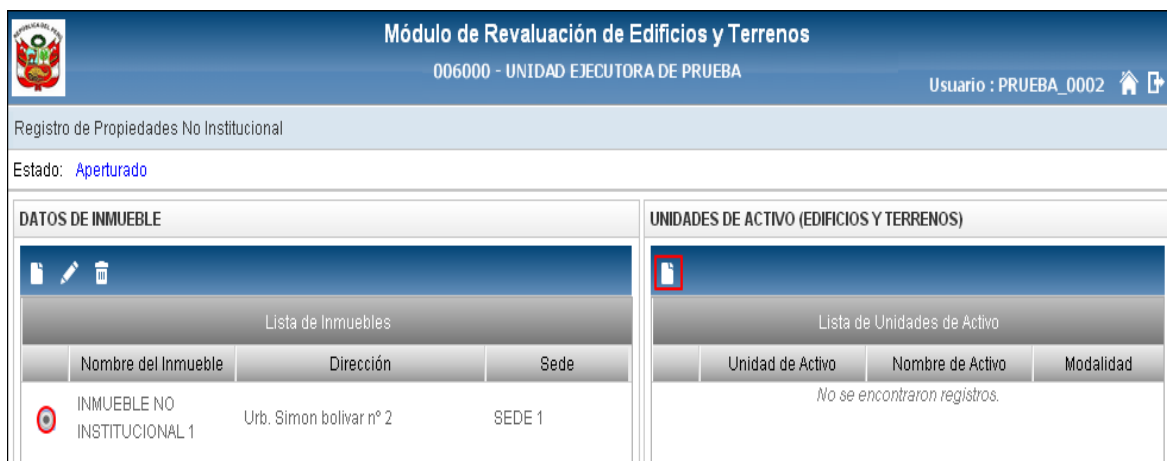 Módulo de Revaluación de Edificios y Terrenos
006000 - UNIDAD EJECUTORA DE PRUEBA
Usuario : PRUEBA_0002
Registro de Propiedades No Institucional
Estado: Aperturado
DATOS DE INMUEBLE
Lista de Inmuebles
Nombre del Inmueble Dirección Sede
INMUEBLE NO
INSTITUCIONAL 1
Urb. Simon bolivar nº 2
SEDE 1
UNIDADES DE ACTIVO (EDIFICIOS Y TERRENOS)
Lista de Unidades de Activo
Unidad de Activo Nombre de Activo Modalidad
No se encontraron registros.